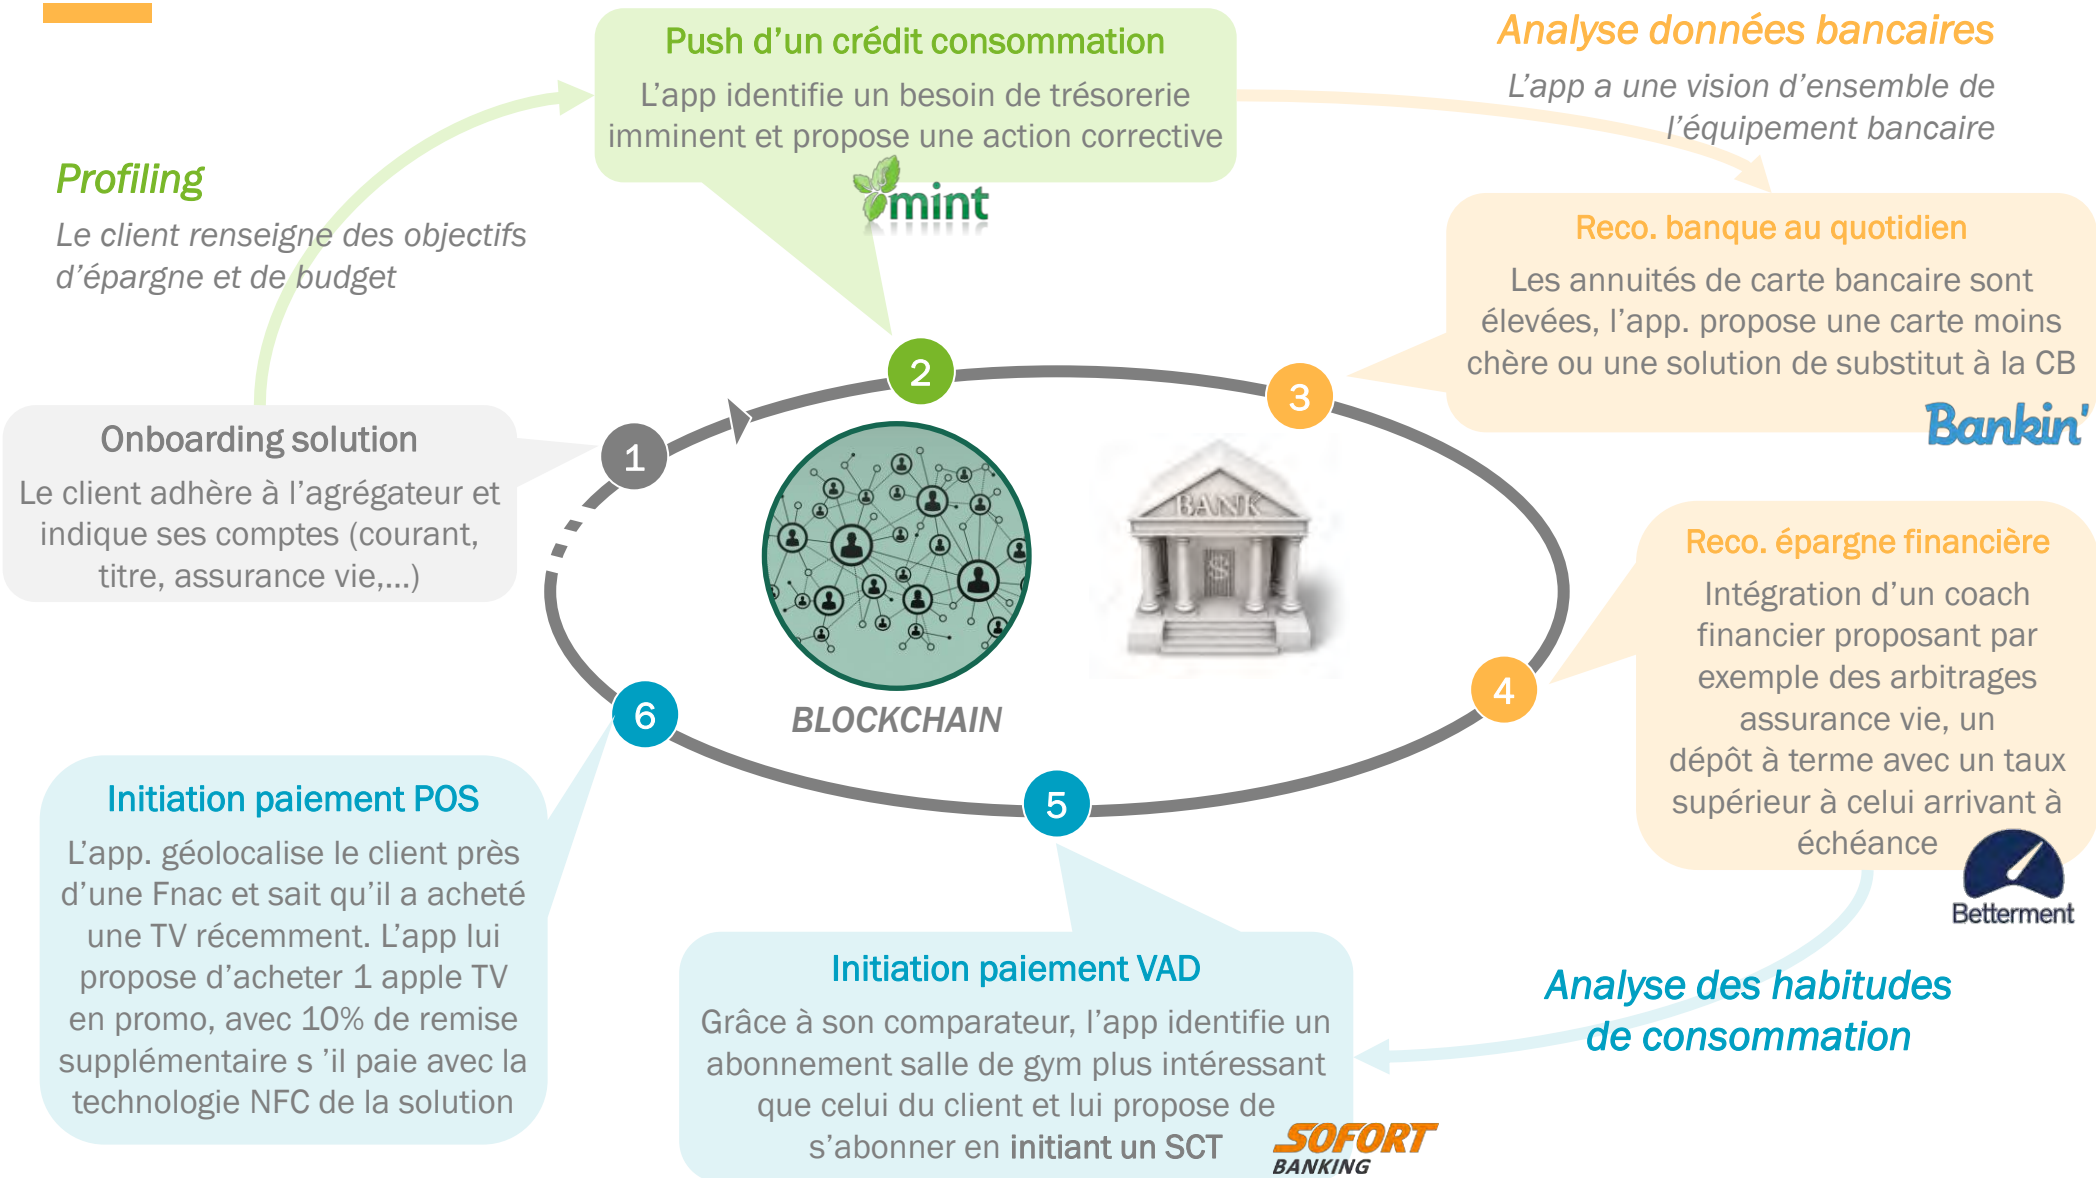 Push d’un crédit consommation
L’app identifie un besoin de trésorerie
imminent et propose une action corrective
mint
Analyse données bancaires
L’app a une vision d’ensemble de
l’équipement bancaire
Profiling
Le client renseigne des objectifs
d’épargne et de budget
Reco. banque au quotidien
Les annuités de carte bancaire sont
élevées, l’app. propose une carte moins
chère ou une solution de substitut à la CB
Bankin'
2
3
1
Onboarding solution
Le client adhère à l’agrégateur et
indique ses comptes (courant,
titre, assurance vie,...)
BANK
$
BLOCKCHAIN
Reco. épargne financière
Intégration d’un coach
financier proposant par
exemple des arbitrages
assurance vie, un
dépôt à terme avec un taux
supérieur à celui arrivant à
échéance
Betterment
4
6
5
Initiation paiement POS
L’app. géolocalise le client près
d’une Fnac et sait qu’il a acheté
une TV récemment. L’app lui
propose d’acheter 1 apple TV
en promo, avec 10% de remise
supplémentaire s ’il paie avec la
technologie NFC de la solution
Initiation paiement VAD
Grâce à son comparateur, l’app identifie un
abonnement salle de gym plus intéressant
que celui du client et lui propose de
s’abonner en initiant un SCT
SOFORT
BANKING
Analyse des habitudes
de consommation